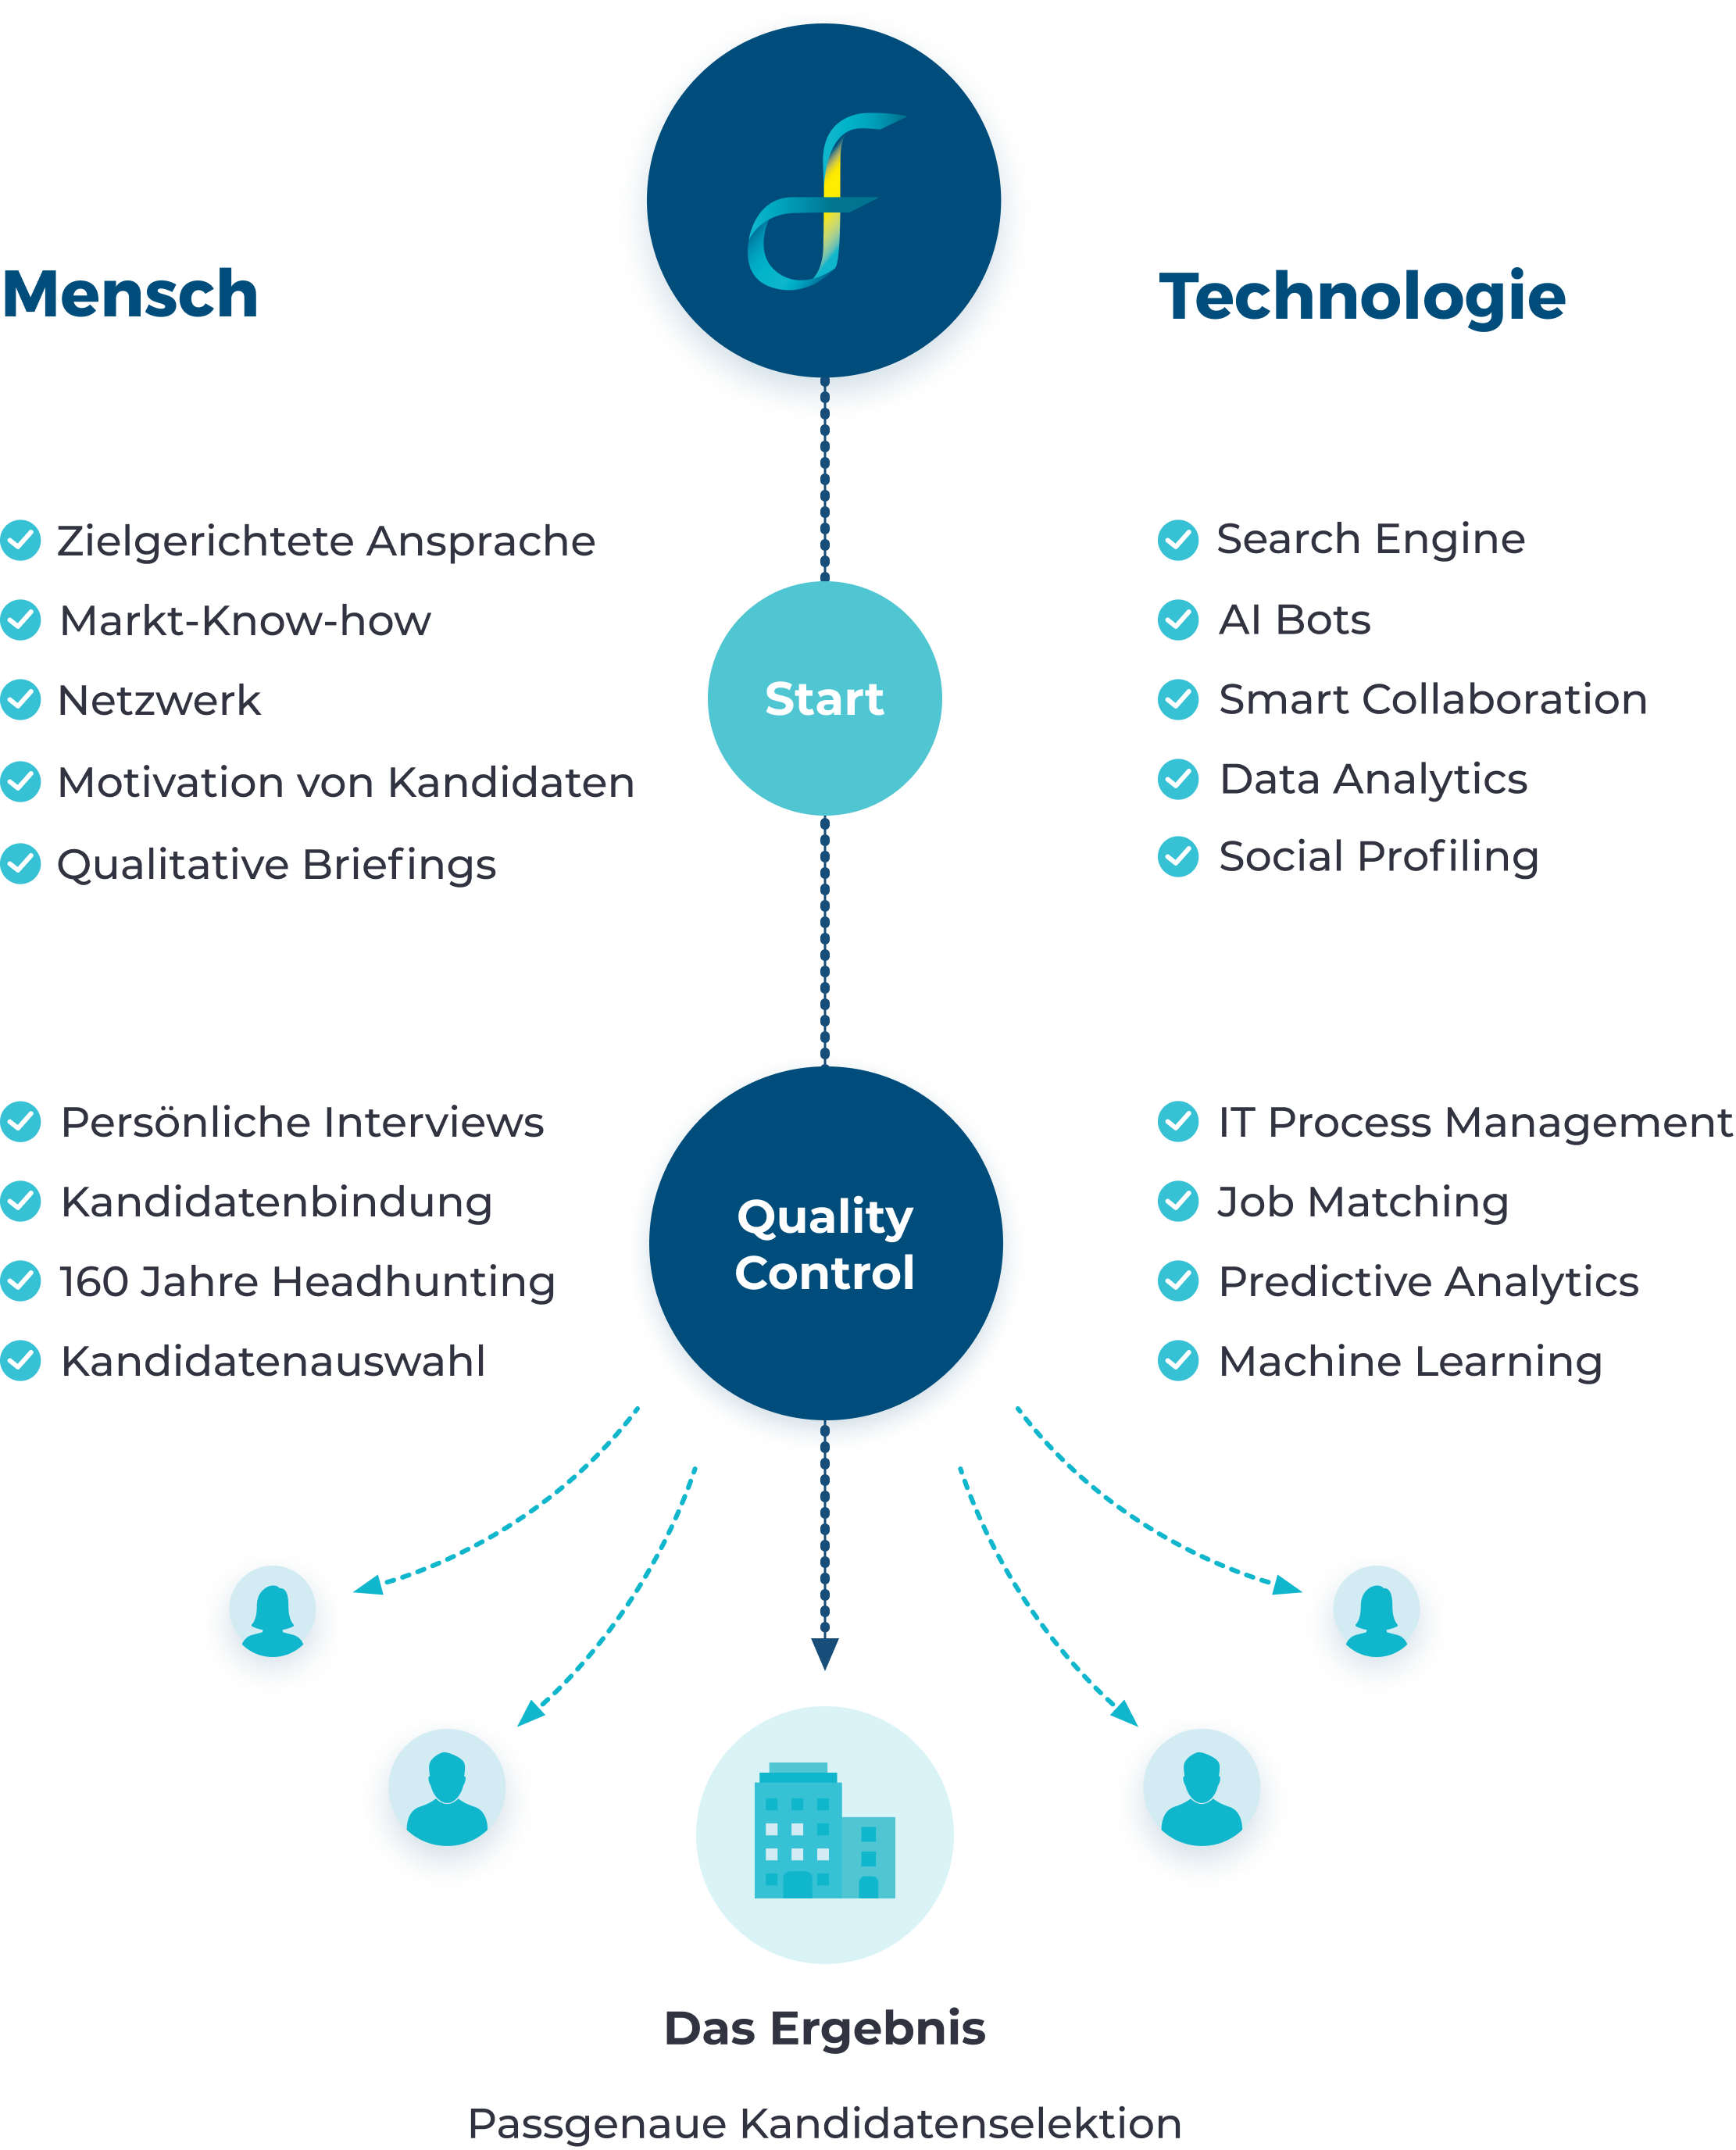 Mensch
Technologie
Zielgerichtete Ansprache
Markt-Know-how
Netzwerk
Motivation von Kandidaten
Qualitative Briefings
Start
Search Engine
AI Bots
Smart Collaboration
Data Analytics
Social Profiling
Persönliche Interviews
Kandidatenbindung
160 Jahre Headhunting
Kandidatenauswahl
Quality
Control
IT Process Management
Job Matching
Predictive Analytics
Machine Learning
Das Ergebnis
Passgenaue Kandidatenselektion